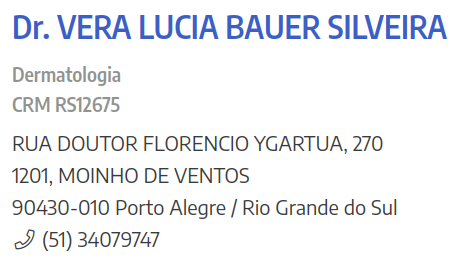 Dr. VERA LUCIA BAUER SILVEIRA
Dermatologia
CRM RS12675
RUA DOUTOR FLORENCIO YGARTUA, 270
1201, MOINHO DE VENTOS
90430-010 Porto Alegre / Rio Grande do Sul
(51) 34079747